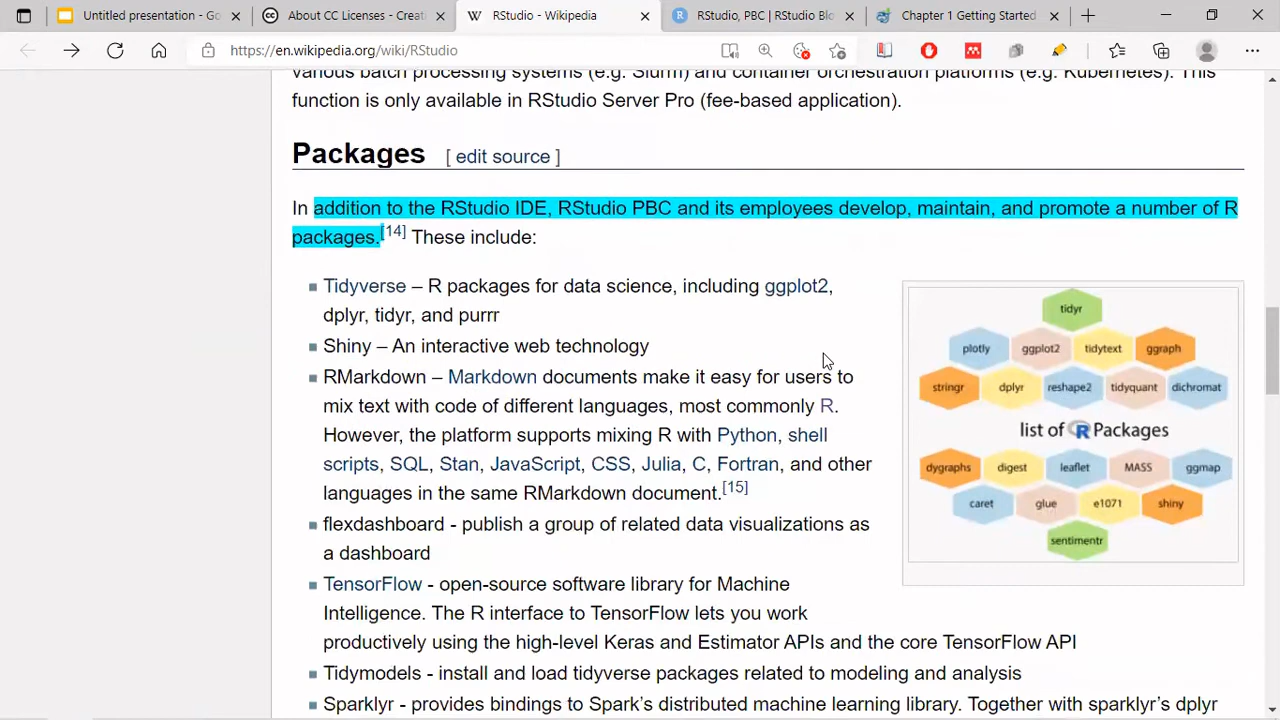 Untitled presentation - Go
About CC Licenses - Creati
RStudio - Wikipedia
RStudio, PBC | RStudio Blo
Chapter 1 Getting Started
https://en.wikipedia.org/wiki/RStudio
various batch processing systems (e.g. Slurm) and container orchestration platforms (e.g. Kubernetes). This
function is only available in RStudio Server Pro (fee-based application).
Packages [ edit source ]
In addition to the RStudio IDE, RStudio PBC and its employees develop, maintain, and promote a number of R
packages.[14] These include:
Tidyverse – R packages for data science, including ggplot2,
dplyr, tidyr, and purrr
Shiny – An interactive web technology
RMarkdown – Markdown documents make it easy for users to
mix text with code of different languages, most commonly R.
However, the platform supports mixing R with Python, shell
scripts, SQL, Stan, JavaScript, CSS, Julia, C, Fortran, and other
languages in the same RMarkdown document.[15]
flexdashboard - publish a group of related data visualizations as
a dashboard
TensorFlow - open-source software library for Machine
Intelligence. The R interface to TensorFlow lets you work
productively using the high-level Keras and Estimator APIs and the core TensorFlow API
Tidymodels - install and load tidyverse packages related to modeling and analysis
Sparklyr - provides bindings to Spark's distributed machine learning library. Together with sparklyr's dplyr
tidyr
plotly ggplot2 tidytext ggraph
stringr dplyr reshape2 tidyquant dichromat
list of R Packages
dygraphs digest leaflet MASS ggmap
caret glue e1071 shiny
sentimentr